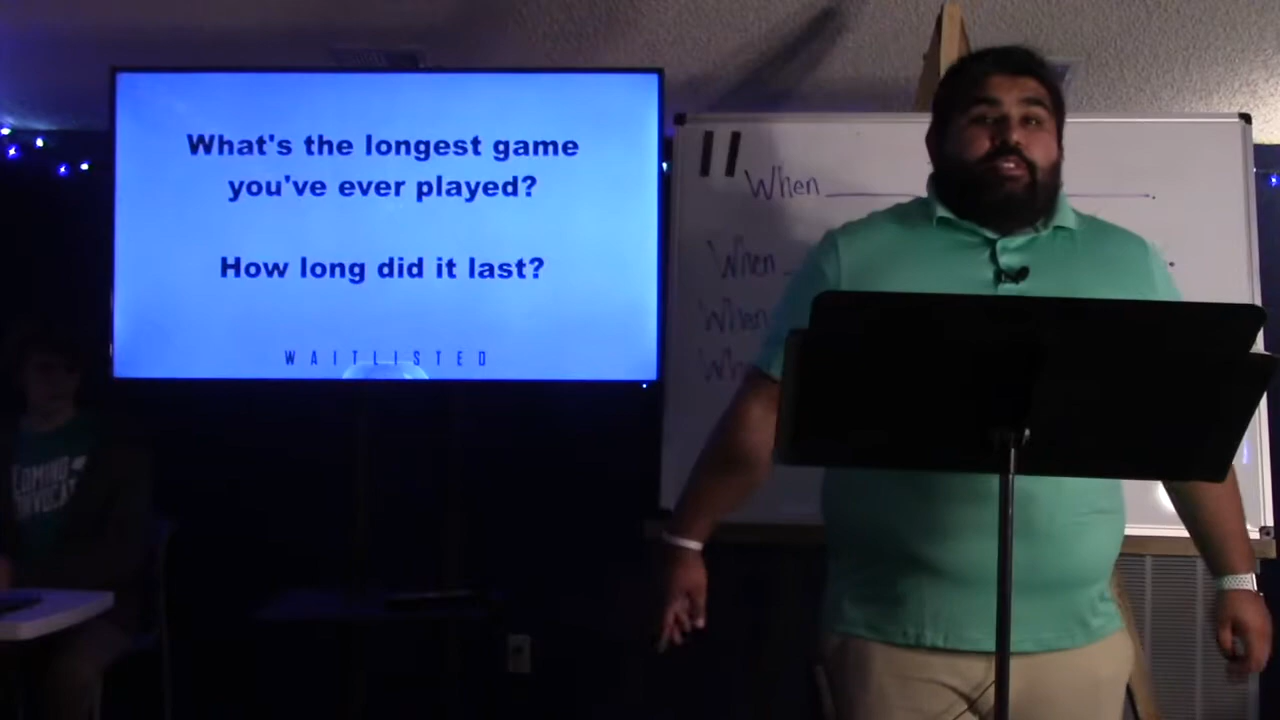 What's the longest game
you've ever played?
How long did it last?
WAITLISTED
" When
When
When